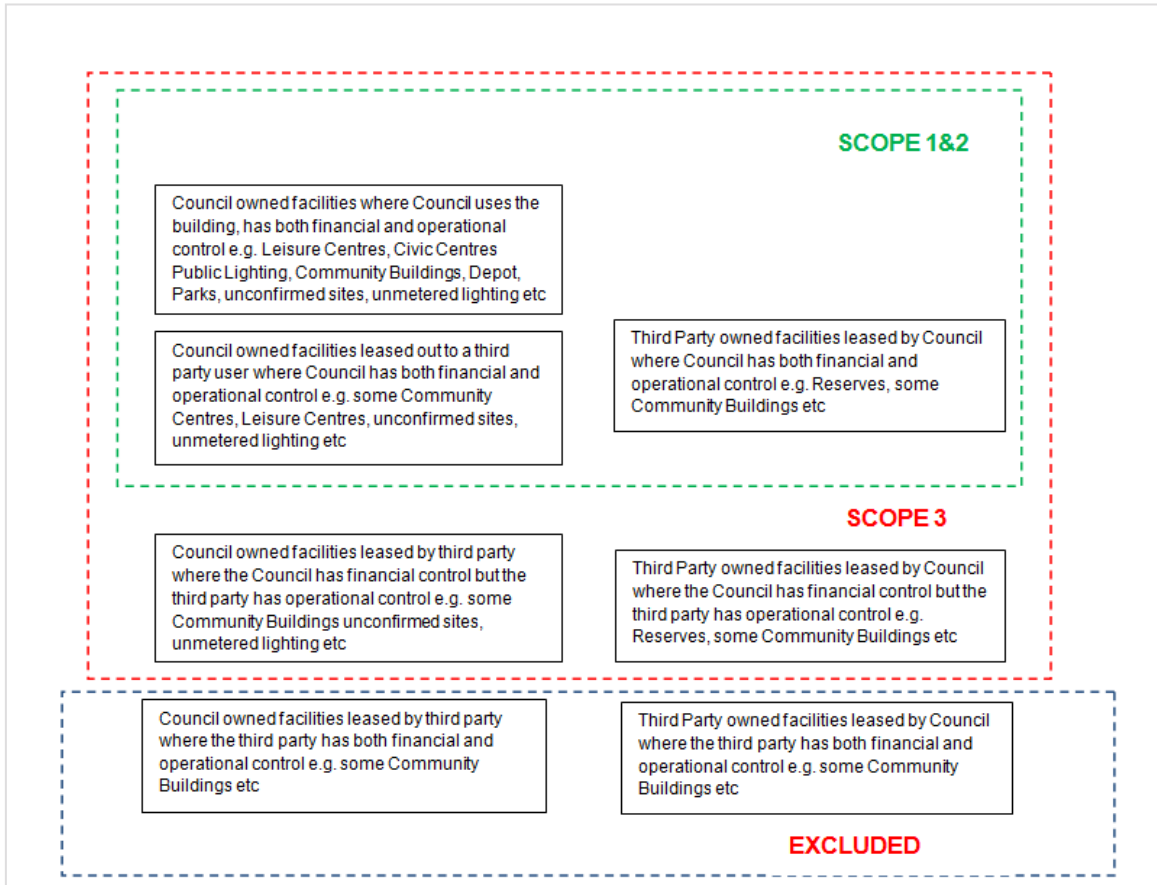 SCOPE 1&2
Council owned facilities where Council uses the
building, has both financial and operational
control e.g. Leisure Centres, Civic Centres
Public Lighting, Community Buildings, Depot,
Parks, unconfirmed sites, unmetered lighting etc
Council owned facilities leased out to a third
party user where Council has both financial and
operational control e.g. some Community
Centres, Leisure Centres, unconfirmed sites,
unmetered lighting etc
Third Party owned facilities leased by Council
where Council has both financial and
operational control e.g. Reserves, some
Community Buildings etc
SCOPE 3
Council owned facilities leased by third party
where the Council has financial control but the
third party has operational control e.g. some
Community Buildings unconfirmed sites,
unmetered lighting etc
Third Party owned facilities leased by Council
where the Council has financial control but the
third party has operational control e.g.
Reserves, some Community Buildings etc
Council owned facilities leased by third party
where the third party has both financial and
operational control e.g. some Community
Buildings etc
Third Party owned facilities leased by Council
where the third party has both financial and
operational control e.g. some Community
Buildings etc
EXCLUDED